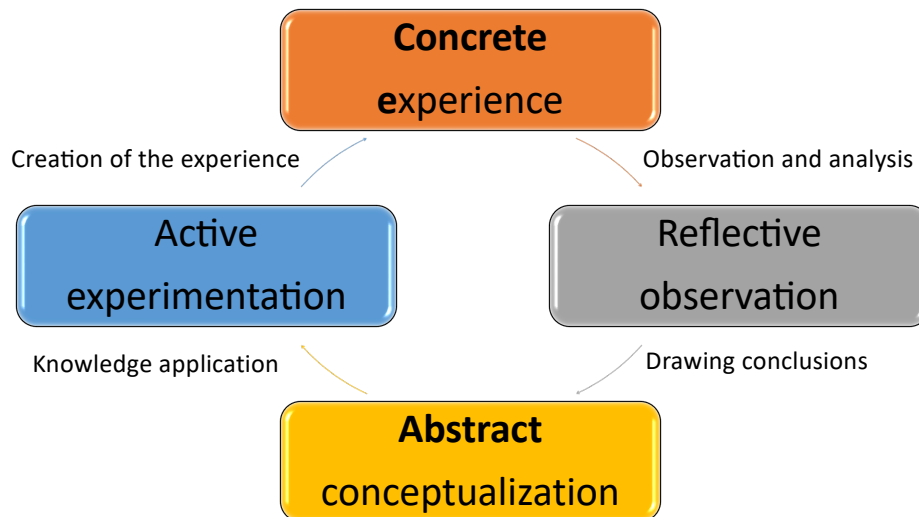 Concrete
experience
Creation of the experience
Observation and analysis
Active
experimentation
Reflective
observation
Knowledge application
Drawing conclusions
Abstract
conceptualization